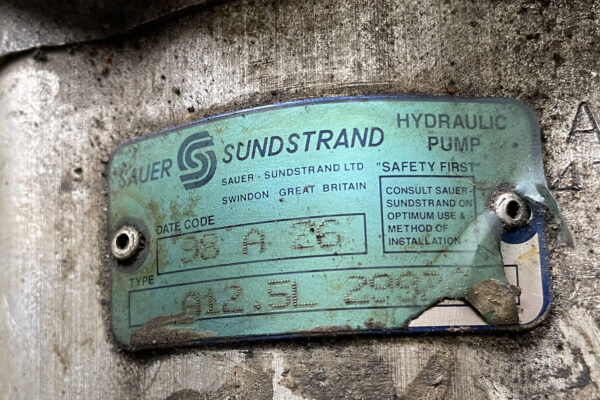 SAUER SUNDSTRAND
HYDRAULIC
PUMP
SAUER - SUNDSTRAND LTD
SWINDON GREAT BRITAIN
"SAFETY FIRST"
CONSULT SAUER -
SUNDSTRAND ON
OPTIMUM USE &
METHOD OF
INSTALLATION
DATE CODE
98 A 26
TYPE
A12.5L